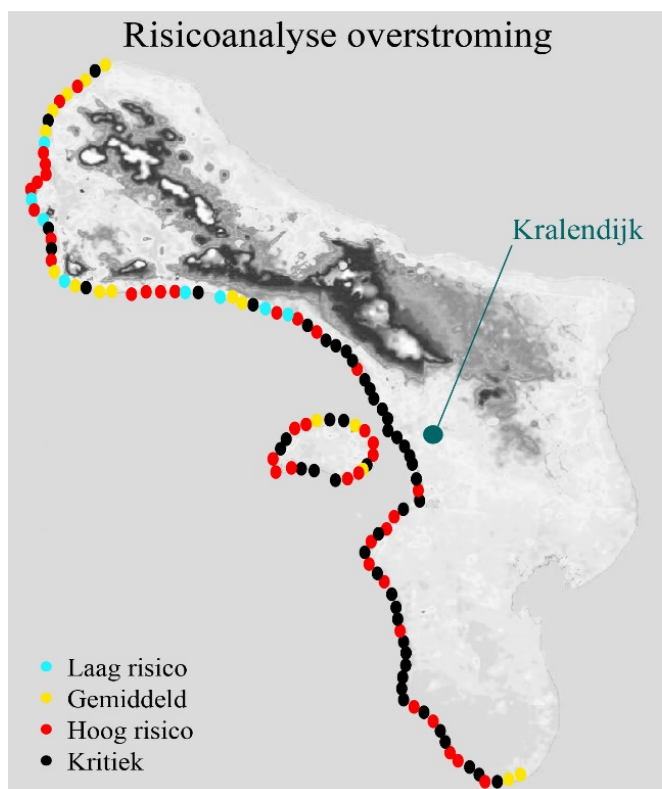 Risicoanalyse overstroming
Kralendijk
Laag risico
Gemiddeld
Hoog risico
Kritiek